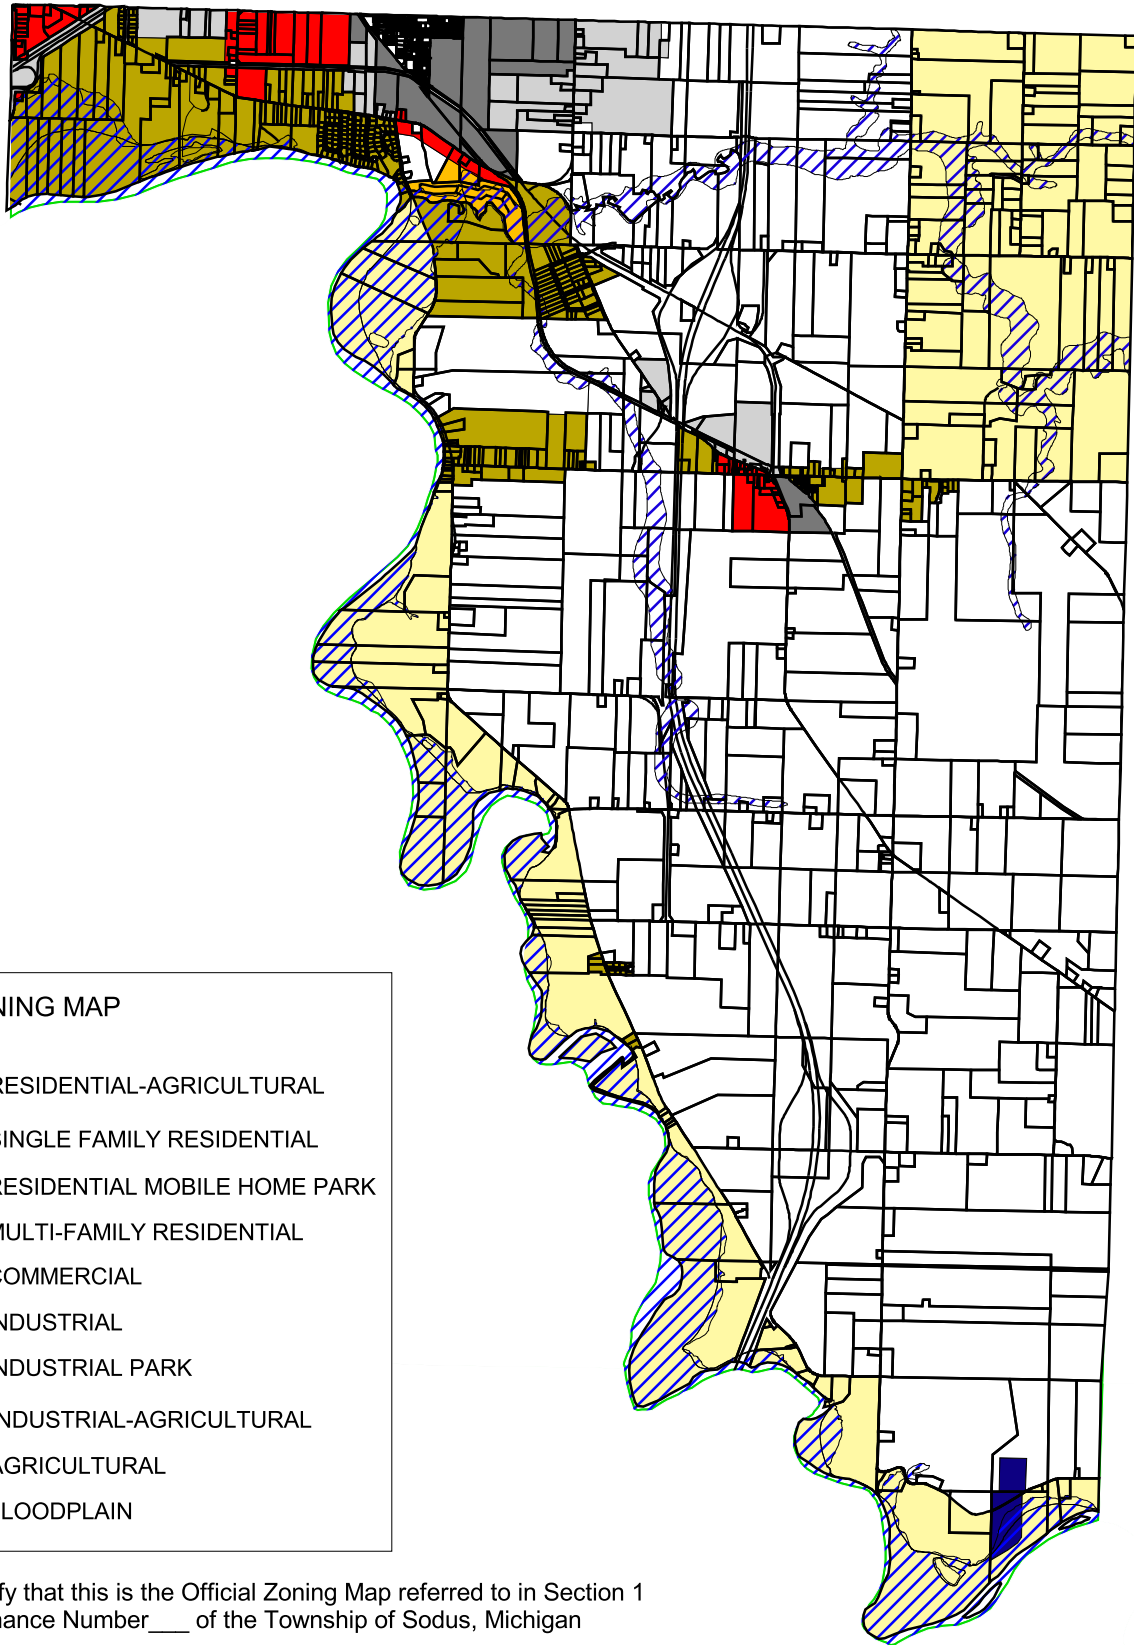 NING MAP
RESIDENTIAL-AGRICULTURAL
SINGLE FAMILY RESIDENTIAL
RESIDENTIAL MOBILE HOME PARK
MULTI-FAMILY RESIDENTIAL
COMMERCIAL
NDUSTRIAL
NDUSTRIAL PARK
NDUSTRIAL-AGRICULTURAL
AGRICULTURAL
LOODPLAIN
fy that this is the Official Zoning Map referred to in Section 1
nance Number___ of the Township of Sodus, Michigan